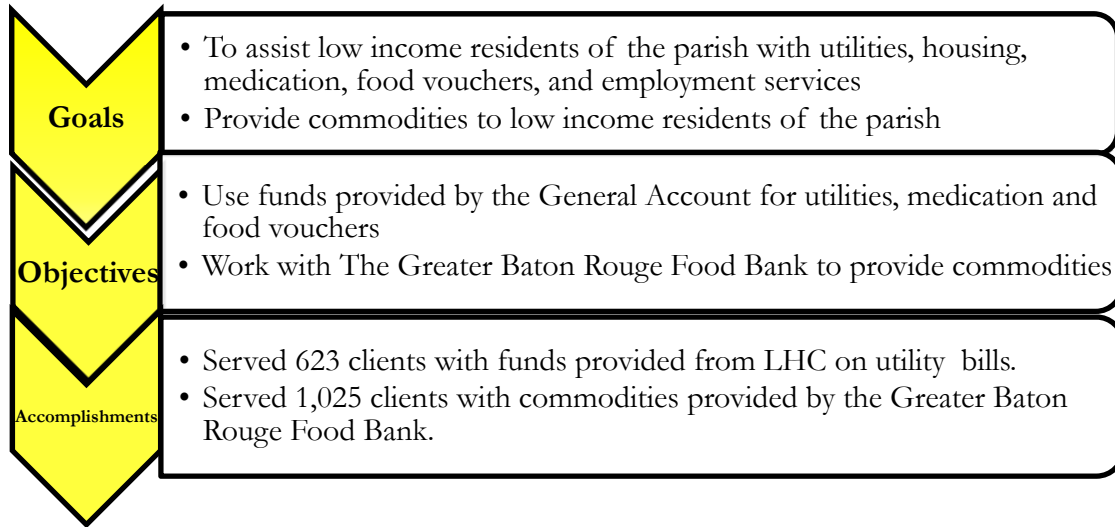 Goals
• To assist low income residents of the parish with utilities, housing,
medication, food vouchers, and employment services
• Provide commodities to low income residents of the parish
Objectives
• Use funds provided by the General Account for utilities, medication and
food vouchers
• Work with The Greater Baton Rouge Food Bank to provide commodities
Accomplishments
• Served 623 clients with funds provided from LHC on utility bills.
• Served 1,025 clients with commodities provided by the Greater Baton
Rouge Food Bank.